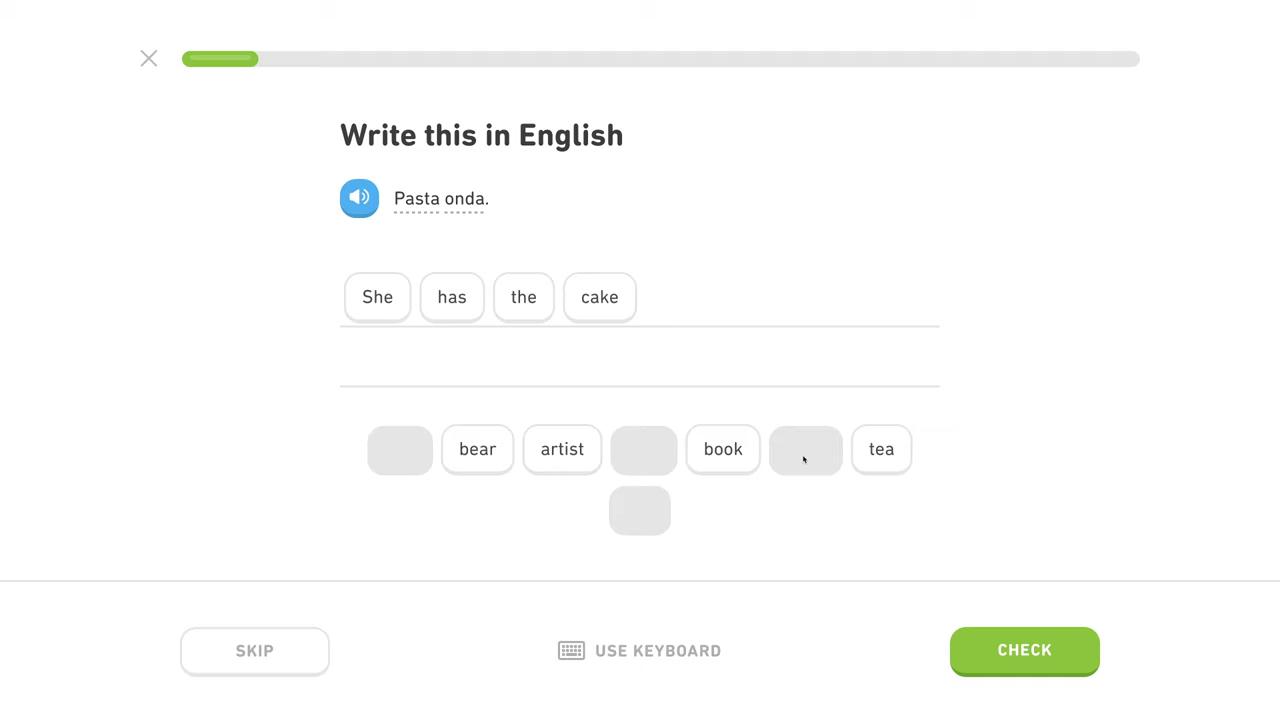 Write this in English
Pasta onda.
She has the cake
bear artist book tea
SKIP USE KEYBOARD CHECK